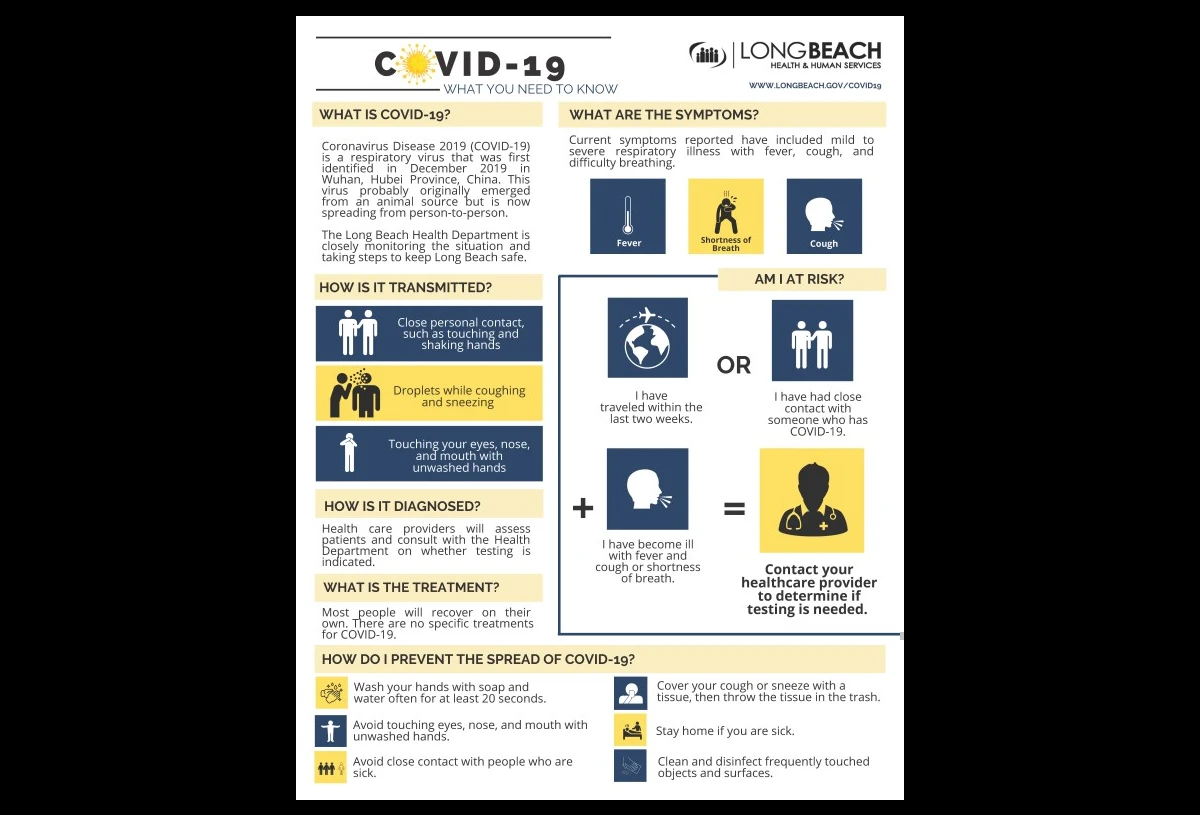 COVID-19
WHAT YOU NEED TO KNOW
LONGBEACH
HEALTH & HUMAN SERVICES
WWW.LONGBEACH.GOV/COVID19
WHAT IS COVID-19?
Coronavirus Disease 2019 (COVID-19)
is a respiratory virus that was first
identified in December 2019 in
Wuhan, Hubei Province, China. This
virus probably originally emerged
from an animal source but is now
spreading from person-to-person.
The Long Beach Health Department is
closely monitoring the situation and
taking steps to keep Long Beach safe.
HOW IS IT TRANSMITTED?
Close personal contact,
such as touching and
shaking hands
Droplets while coughing
and sneezing
Touching your eyes, nose,
and mouth with
unwashed hands
HOW IS IT DIAGNOSED?
Health care providers will assess
patients and consult with the Health
Department on whether testing is
indicated.
WHAT IS THE TREATMENT?
Most people will recover on their
own. There are no specific treatments
for COVID-19.
WHAT ARE THE SYMPTOMS?
Current symptoms reported have included mild to
severe respiratory illness with fever, cough, and
difficulty breathing.
Fever
Shortness of
Breath
Cough
AM I AT RISK?
I have
traveled within the
last two weeks.
OR
I have had close
contact with
someone who has
COVID-19.
+
I have become ill
with fever and
cough or shortness
of breath.
=
Contact your
healthcare provider
to determine if
testing is needed.
HOW DO I PREVENT THE SPREAD OF COVID-19?
Wash your hands with soap and
water often for at least 20 seconds.
Avoid touching eyes, nose, and mouth with
unwashed hands.
Avoid close contact with people who are
sick.
Cover your cough or sneeze with a
tissue, then throw the tissue in the trash.
Stay home if you are sick.
Clean and disinfect frequently touched
objects and surfaces.